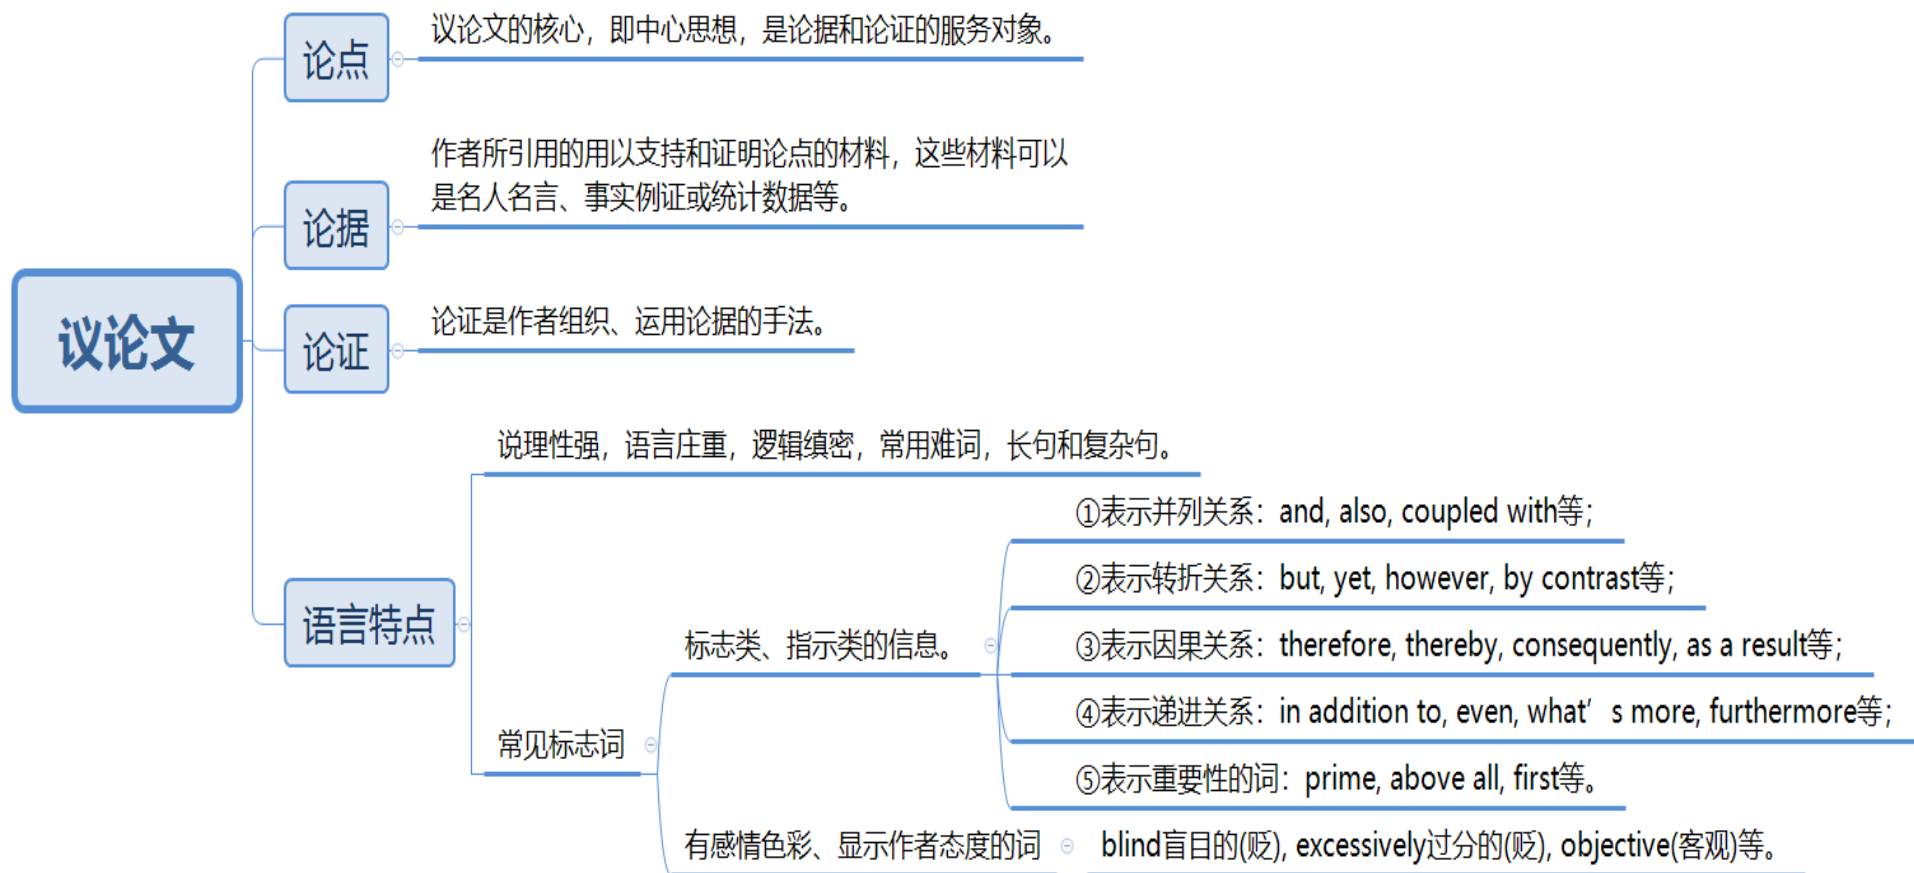 议论文
论点
议论文的核心，即中心思想，是论据和论证的服务对象。
论据
作者所引用的用以支持和证明论点的材料，这些材料可以
是名人名言、事实例证或统计数据等。
论证
论证是作者组织、运用论据的手法。
语言特点
说理性强，语言庄重，逻辑缜密，常用难词，长句和复杂句。
常见标志词
标志类、指示类的信息。
①表示并列关系：and, also, coupled with等；
②表示转折关系：but, yet, however, by contrast等；
③表示因果关系：therefore, thereby, consequently, as a result等；
④表示递进关系：in addition to, even, what’s more, furthermore等；
⑤表示重要性的词：prime, above all, first等。
有感情色彩、显示作者态度的词
blind盲目的(贬), excessively过分的(贬), objective(客观)等。